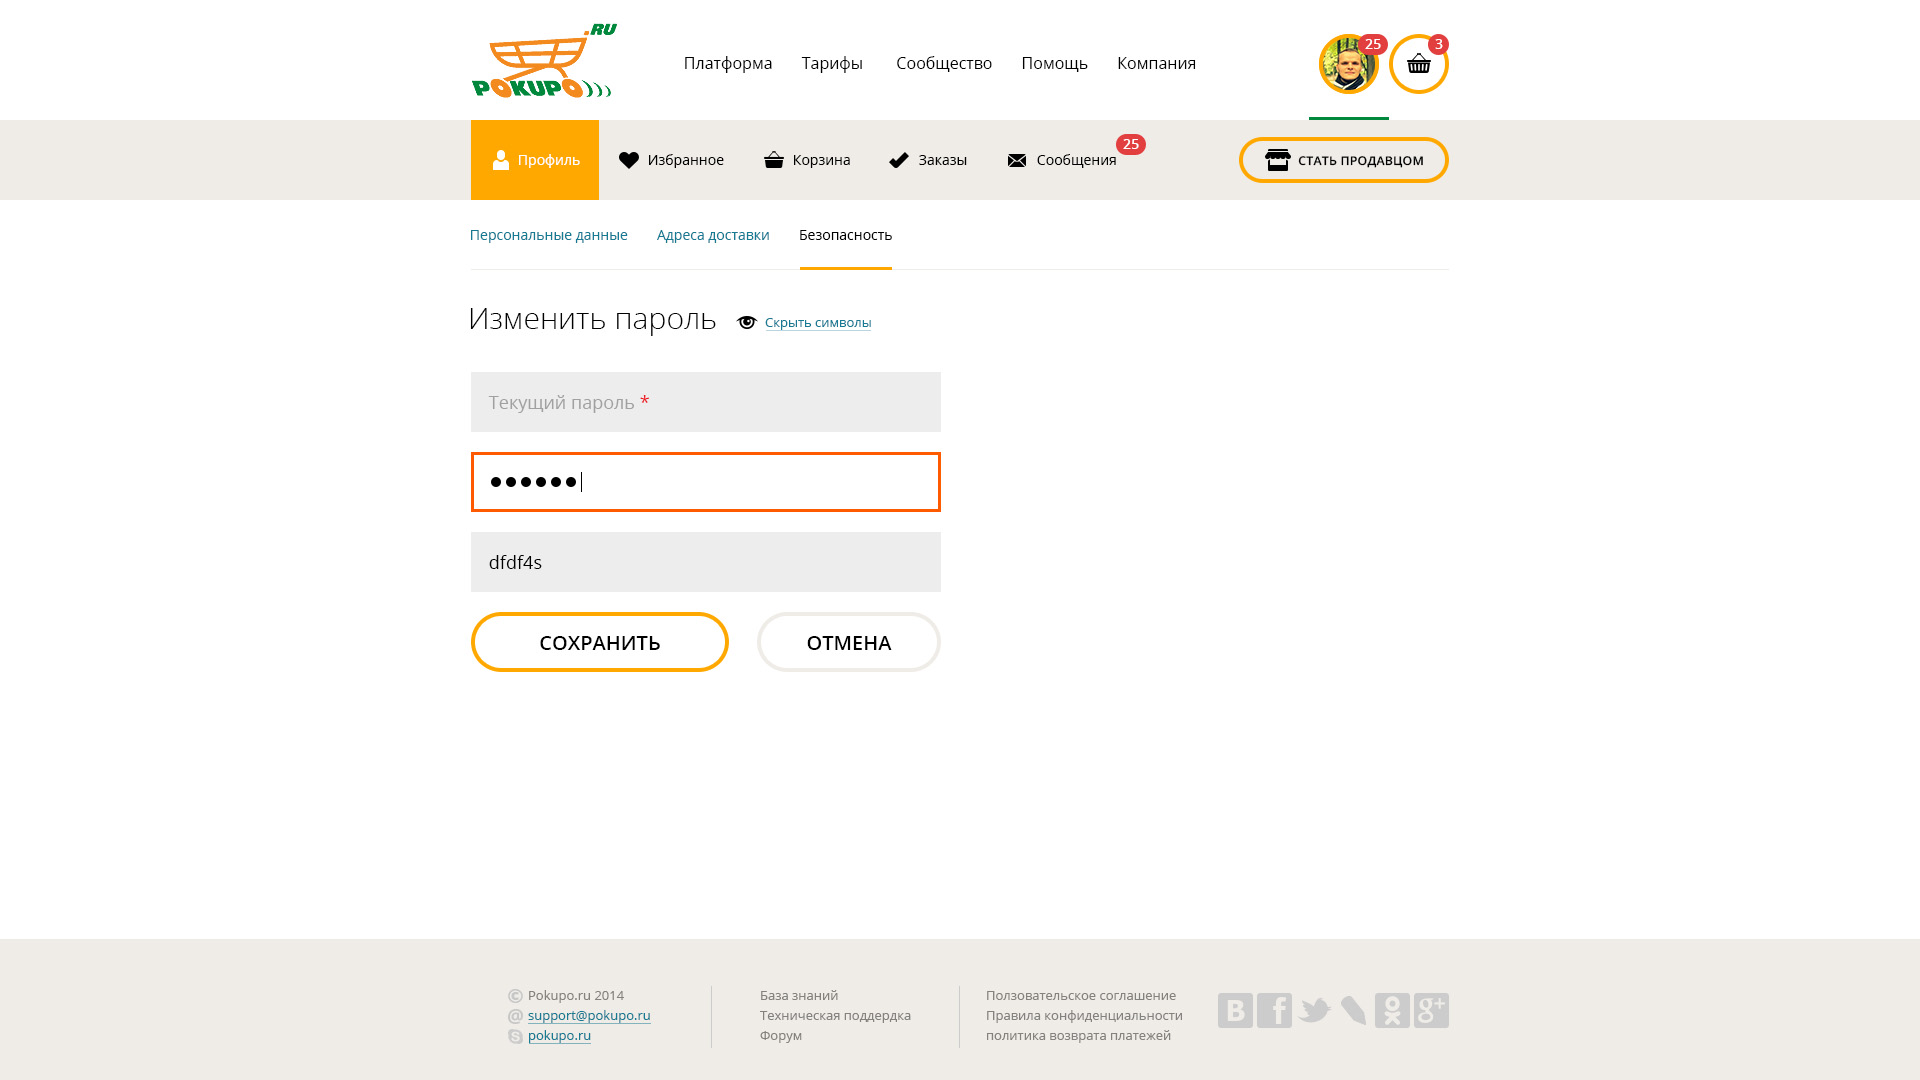 .RU
POKUPO
Платформа Тарифы Сообщество Помощь Компания
25 3
Профиль Избранное Корзина Заказы Сообщения 25 СТАТЬ ПРОДАВЦОМ
Персональные данные Адреса доставки Безопасность
Изменить пароль Скрыть символы
Текущий пароль *
●●●●●●
dfdf4s
СОХРАНИТЬ ОТМЕНА
© Pokupo.ru 2014
@ support@pokupo.ru
pokupo.ru
База знаний
Техническая поддердка
Форум
Ползовательское соглашение
Правила конфиденциальности
политика возврата платежей